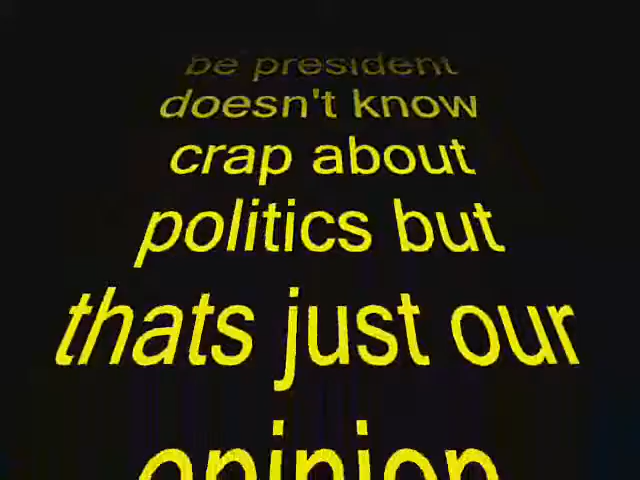 be president
doesn't know
crap about
politics but
thats just our
opinion